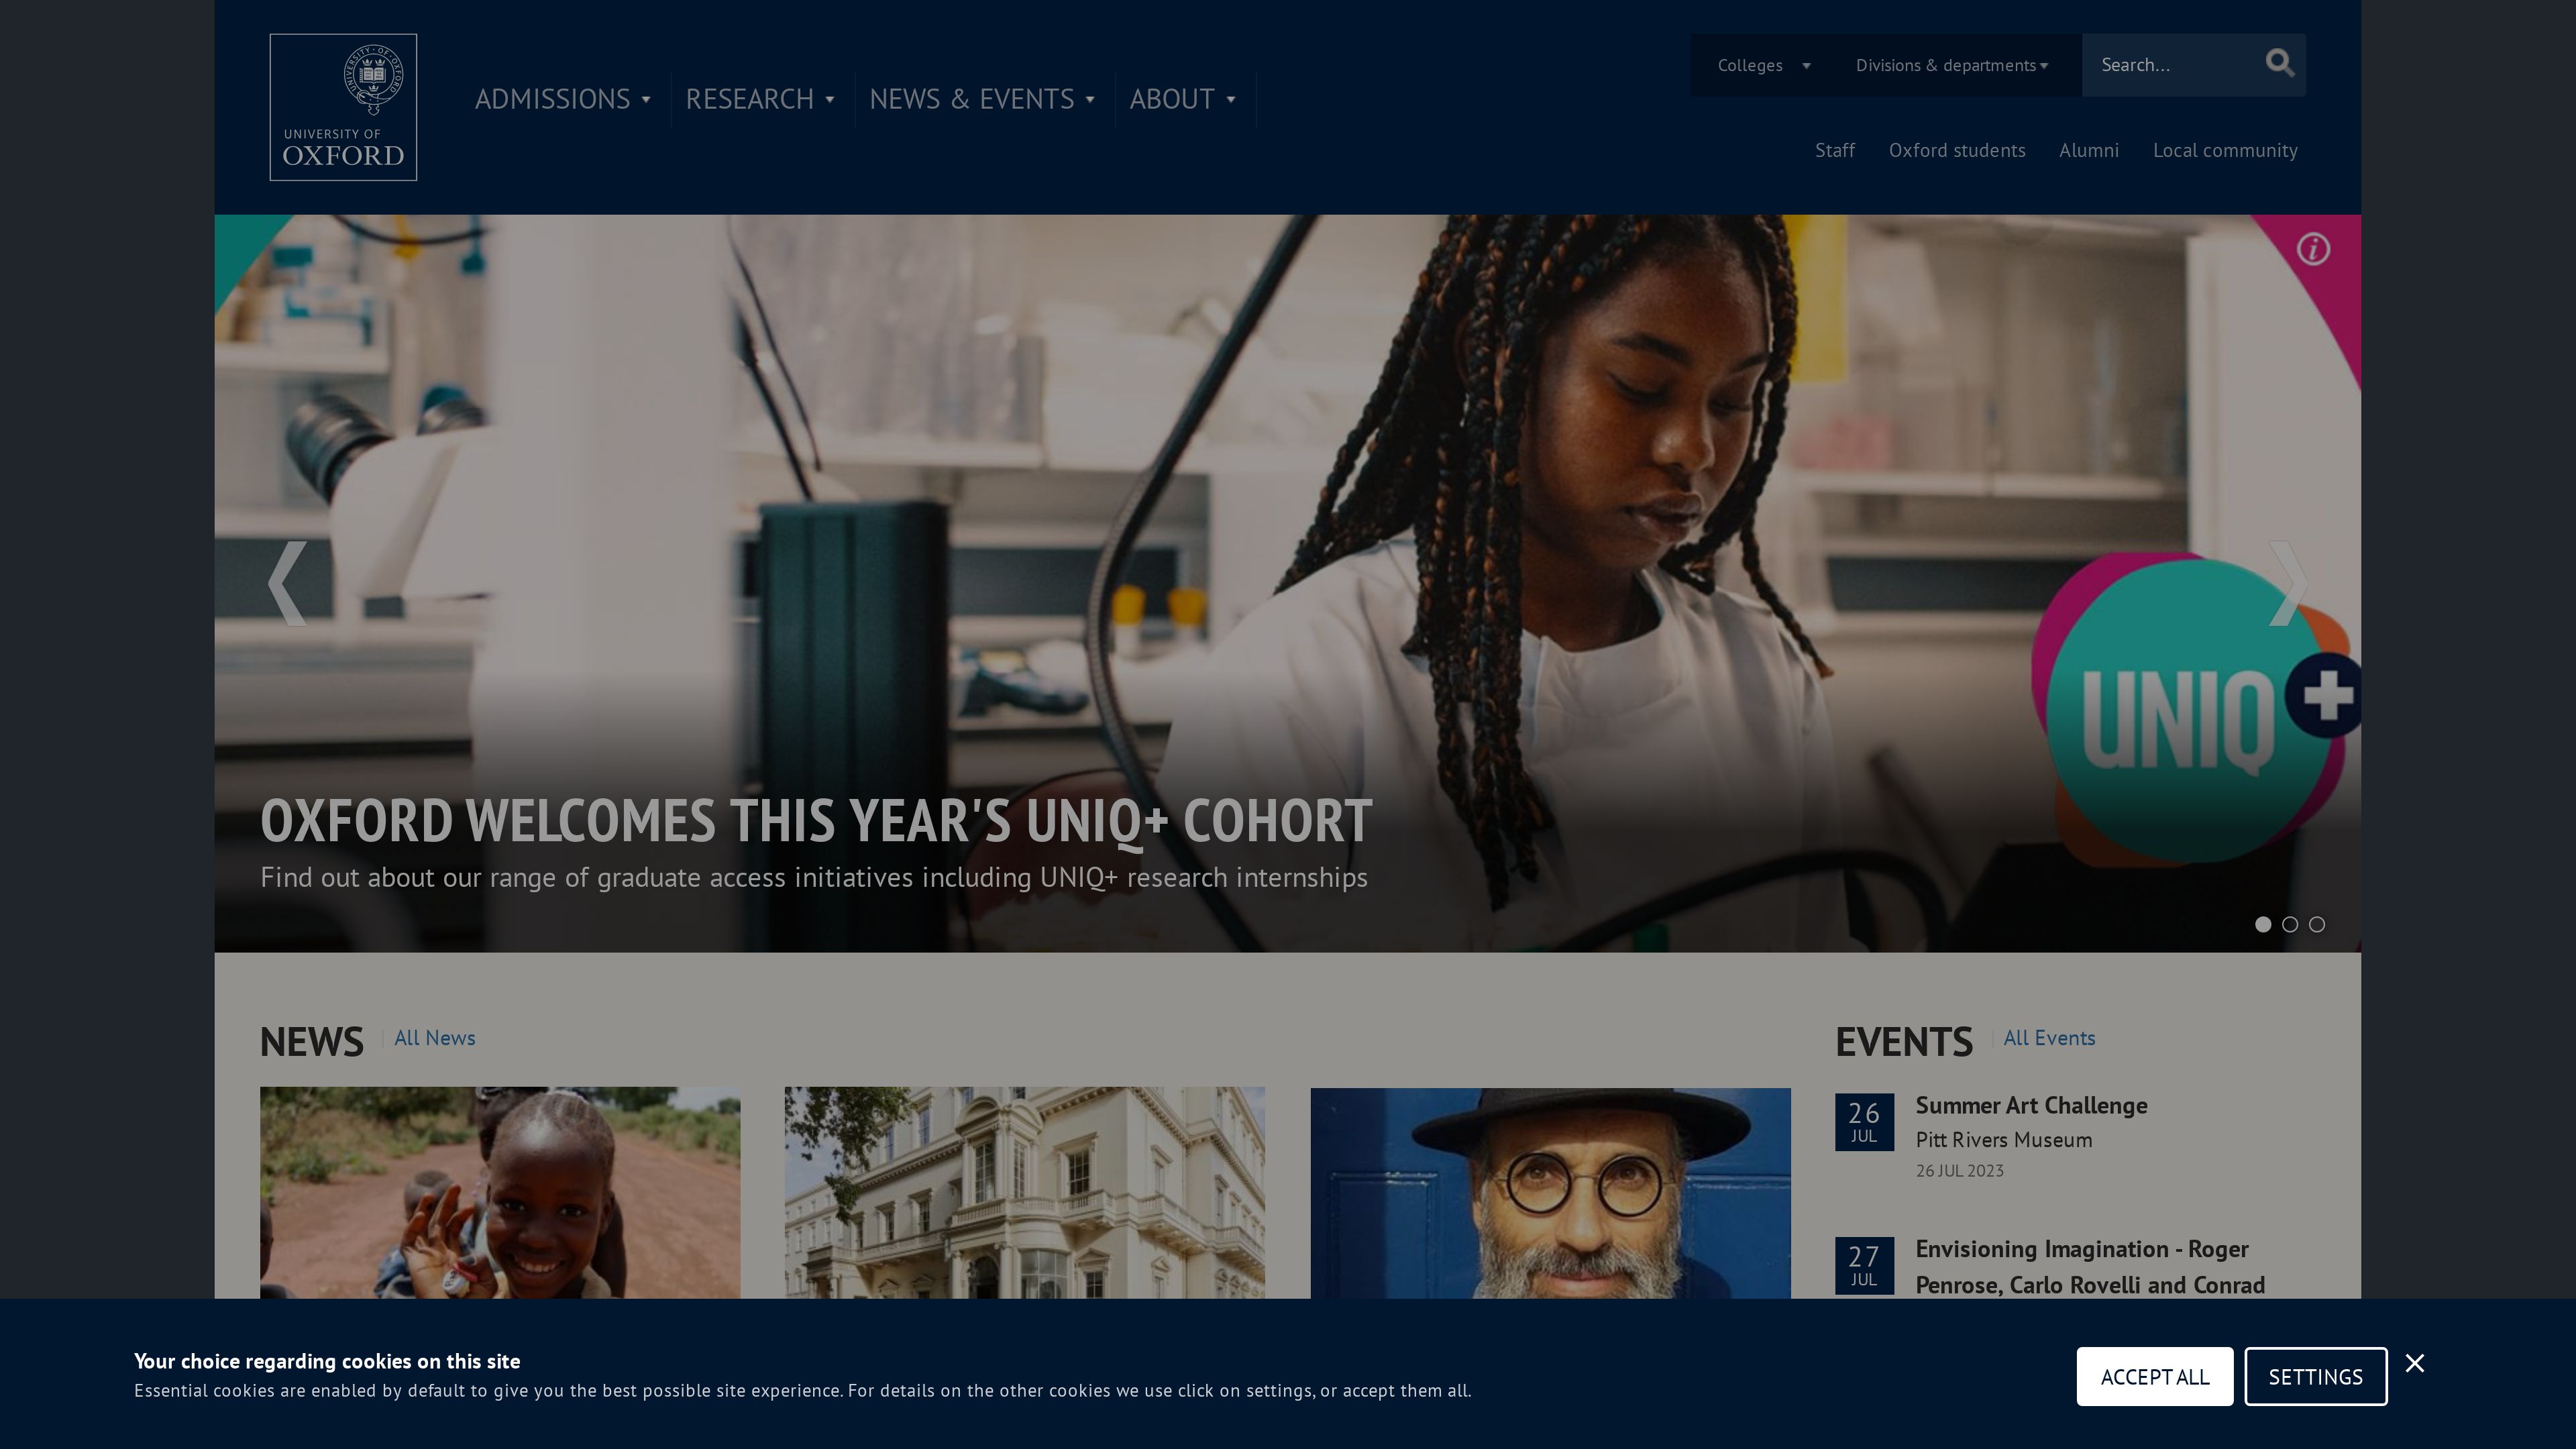 UNIVERSITY OF
OXFORD
ADMISSIONS
RESEARCH
NEWS & EVENTS
ABOUT
Colleges
Divisions & departments
Search...
Staff
Oxford students
Alumni
Local community
UNIQ+
OXFORD WELCOMES THIS YEAR'S UNIQ+ COHORT
Find out about our range of graduate access initiatives including UNIQ+ research internships
NEWS
All News
EVENTS
All Events
26
JUL
Summer Art Challenge
Pitt Rivers Museum
26 JUL 2023
27
JUL
Envisioning Imagination - Roger
Penrose, Carlo Rovelli and Conrad
Your choice regarding cookies on this site
Essential cookies are enabled by default to give you the best possible site experience. For details on the other cookies we use click on settings, or accept them all.
ACCEPT ALL
SETTINGS